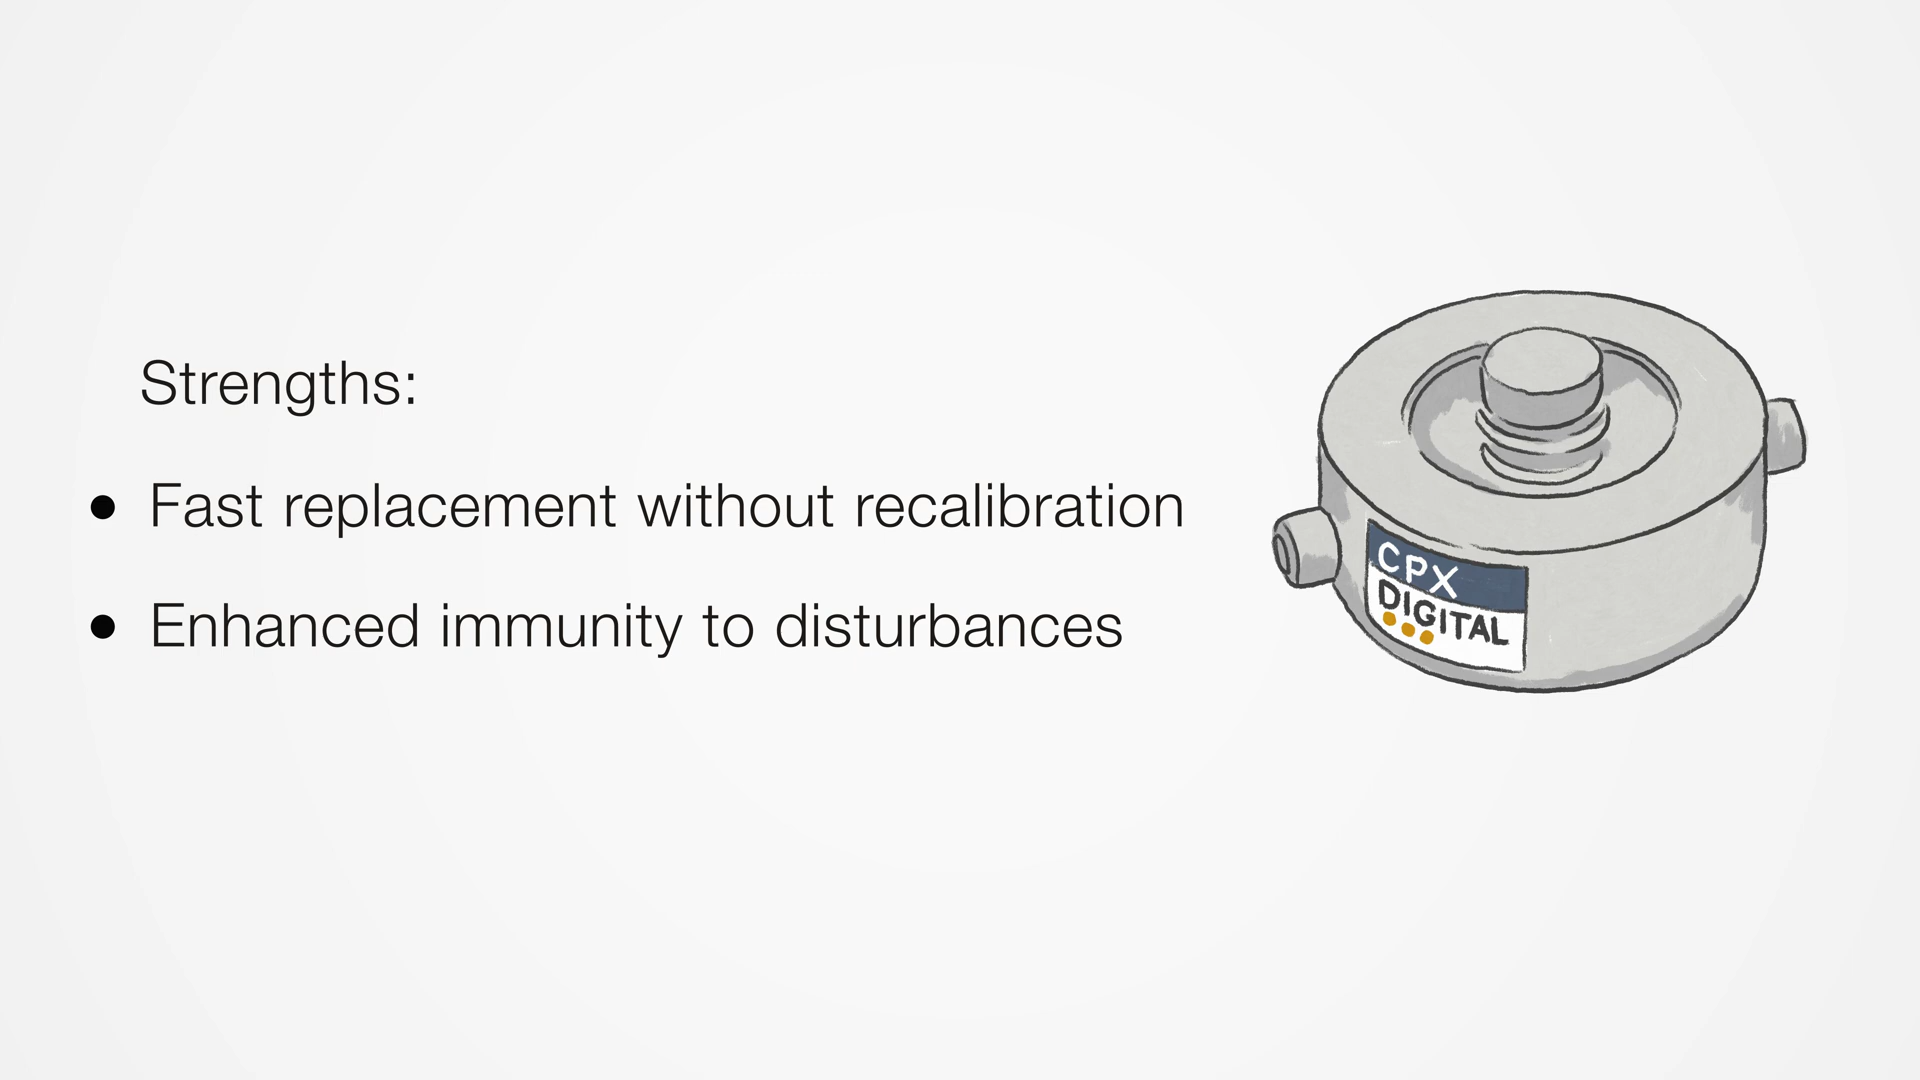 Strengths:
● Fast replacement without recalibration
● Enhanced immunity to disturbances
CPX
DIGITAL